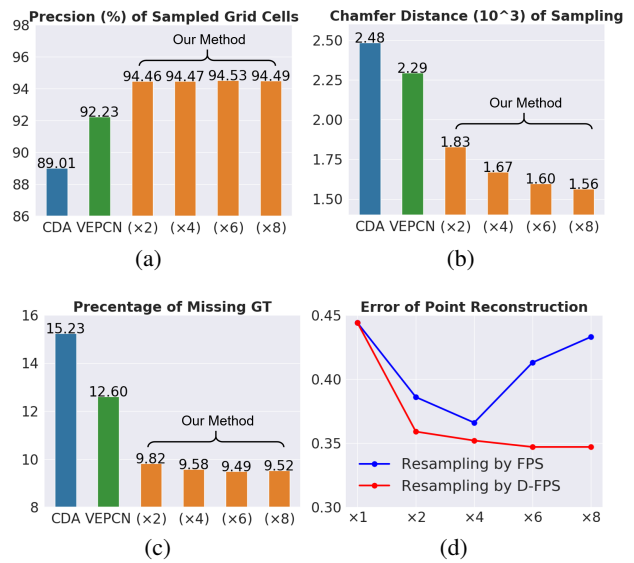 Precsion (%) of Sampled Grid Cells
98
96
94
92
90
88
86
Our Method
89.01
92.23
94.46 94.47 94.53 94.49
CDA VEPCN (×2) (×4) (×6) (×8)
(a)
Chamfer Distance (10^3) of Sampling
2.50
2.25
2.00
1.75
1.50
2.48
2.29
Our Method
1.83
1.67
1.60
1.56
CDA VEPCN (×2) (×4) (×6) (×8)
(b)
Precentage of Missing GT
16
14
12
10
8
15.23
12.60
Our Method
9.82 9.58 9.49 9.52
CDA VEPCN (×2) (×4) (×6) (×8)
(c)
Error of Point Reconstruction
0.45
0.40
0.35
0.30
Resampling by FPS
Resampling by D-FPS
×1 ×2 ×4 ×6 ×8
(d)